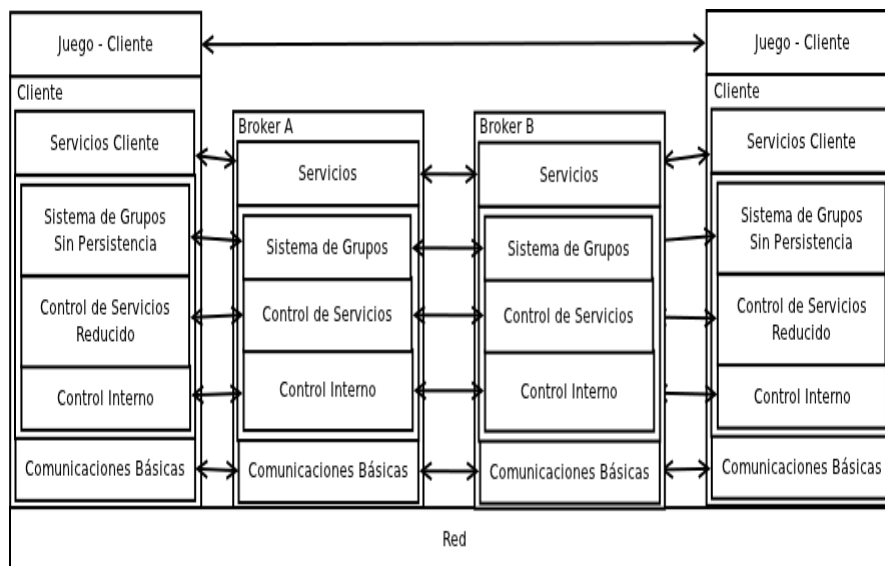 Juego - Cliente
Cliente
Servicios Cliente
Sistema de Grupos
Sin Persistencia
Control de Servicios
Reducido
Control Interno
Comunicaciones Básicas
Broker A
Servicios
Sistema de Grupos
Control de Servicios
Control Interno
Comunicaciones Básicas
Broker B
Servicios
Sistema de Grupos
Control de Servicios
Control Interno
Comunicaciones Básicas
Juego - Cliente
Cliente
Servicios Cliente
Sistema de Grupos
Sin Persistencia
Control de Servicios
Reducido
Control Interno
Comunicaciones Básicas
Red